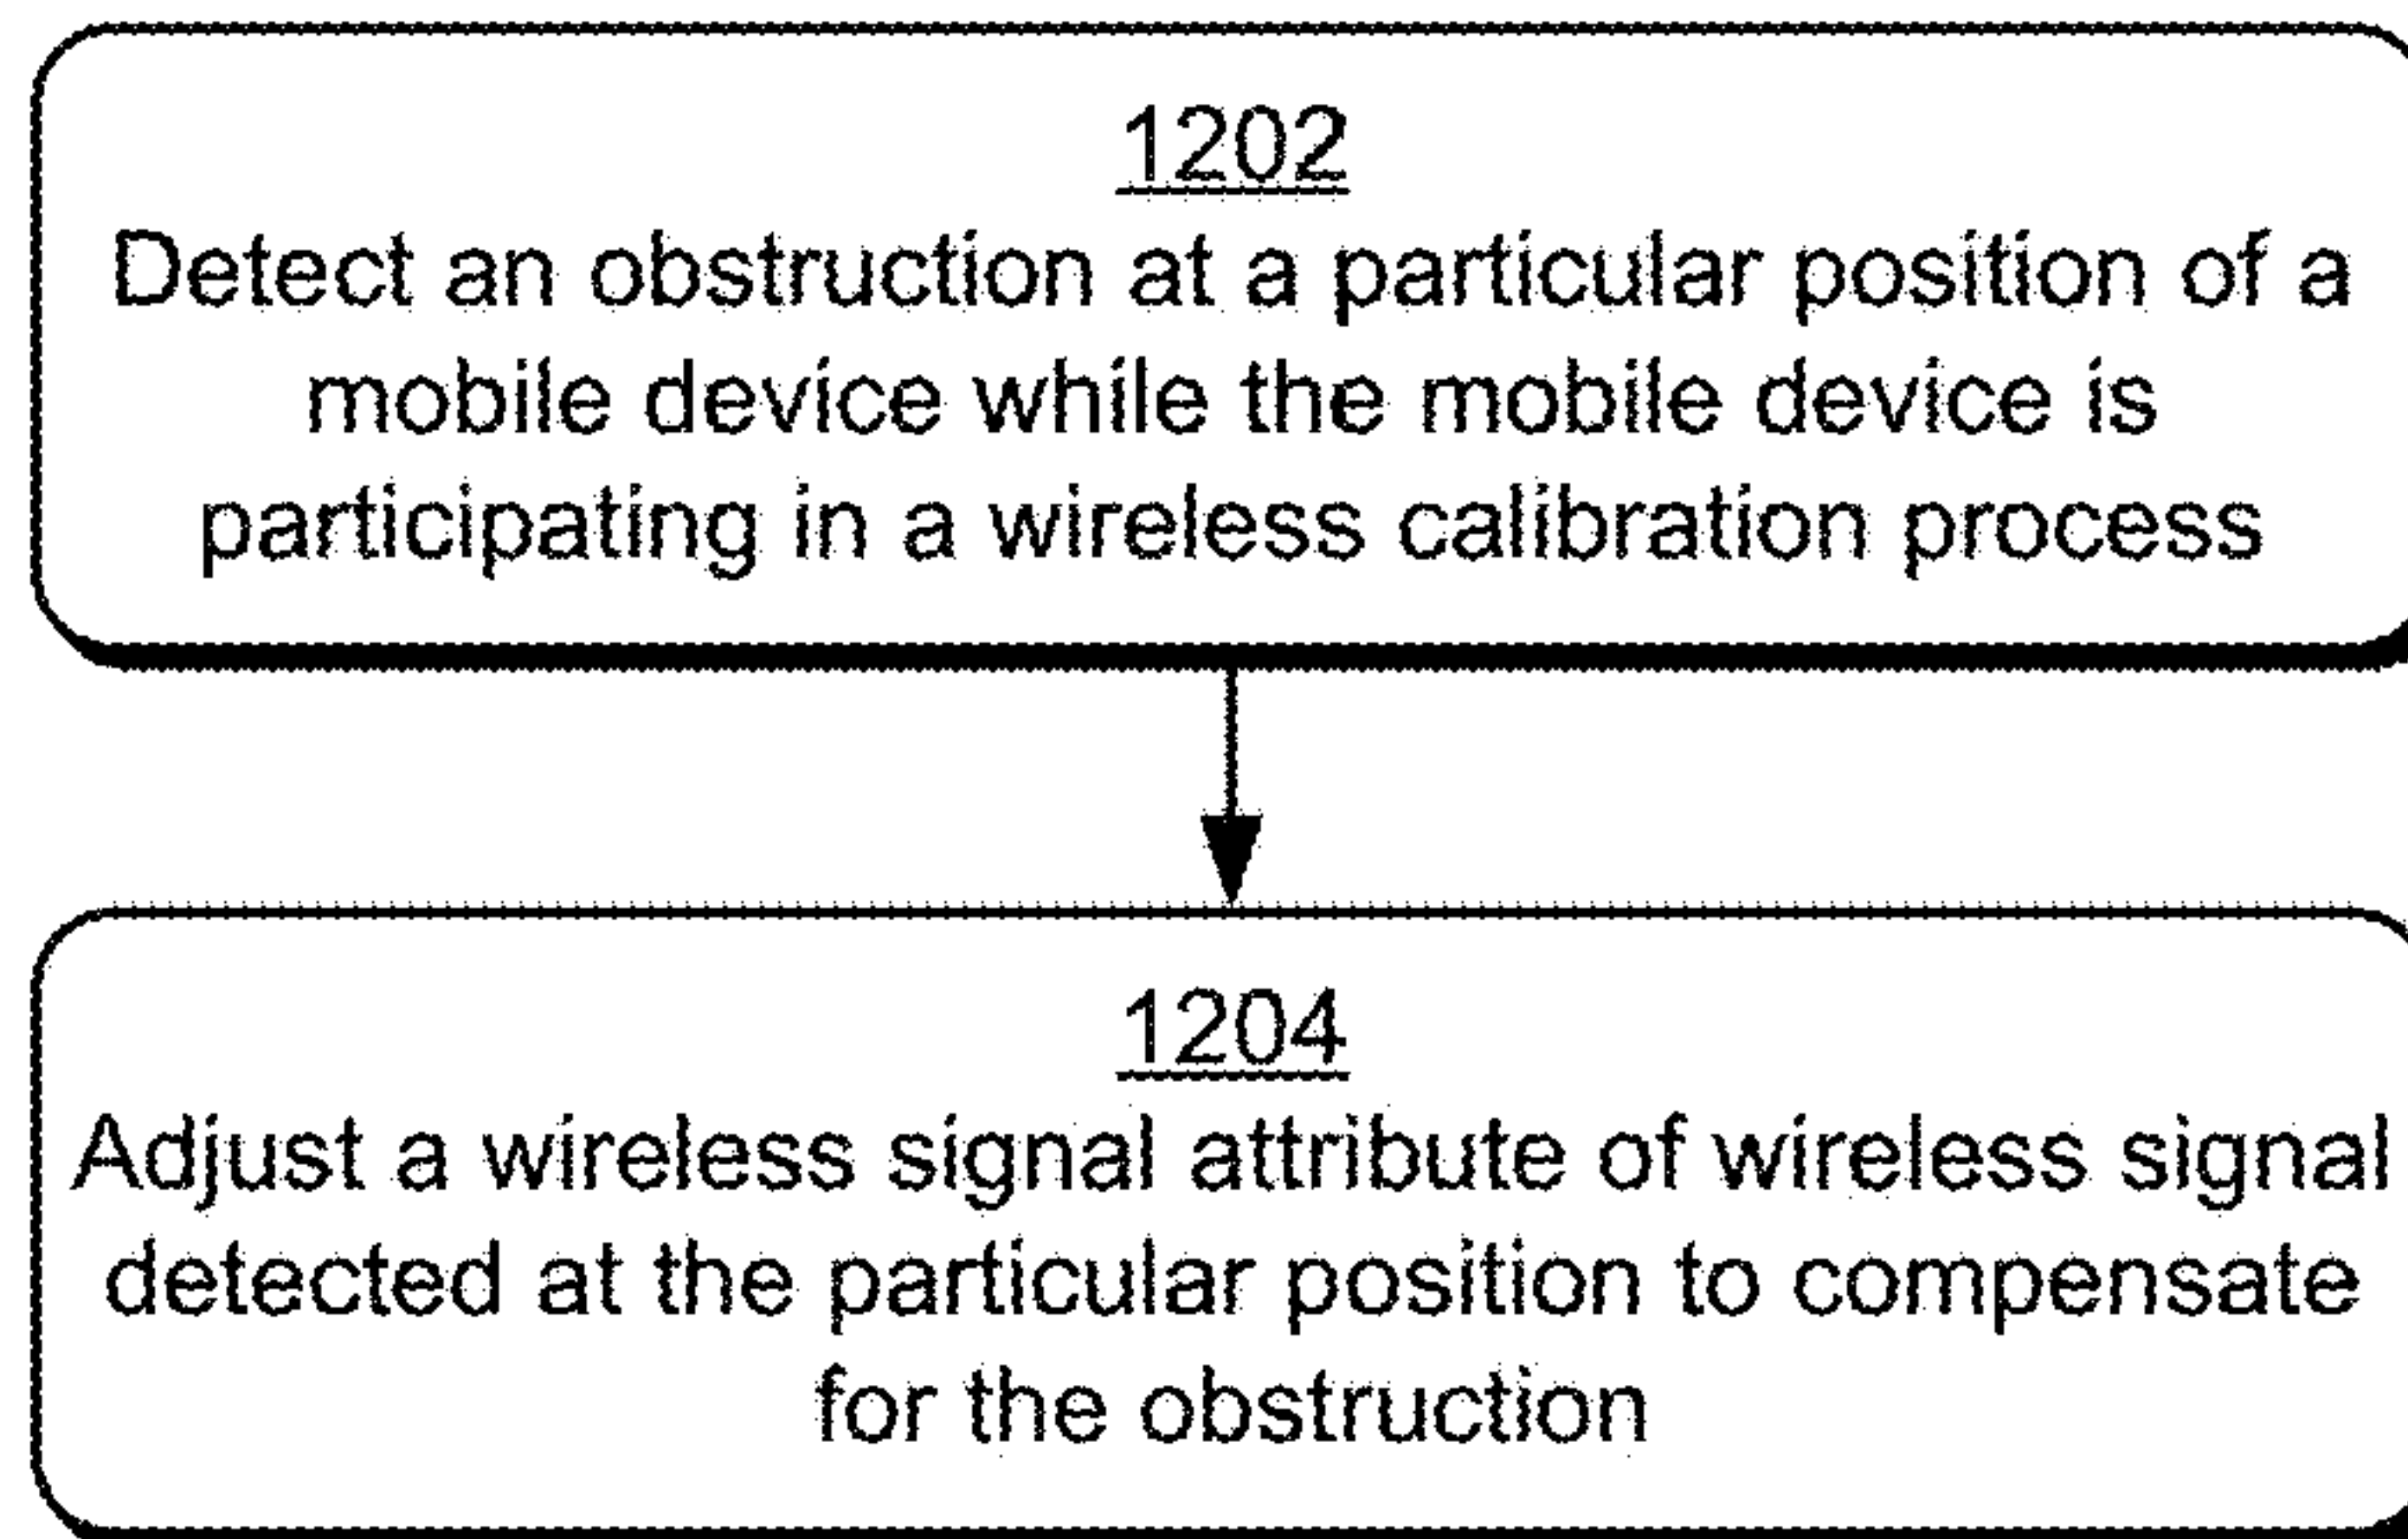 1202
Detect an obstruction at a particular position of a
mobile device while the mobile device is
participating in a wireless calibration process
1204
Adjust a wireless signal attribute of wireless signal
detected at the particular position to compensate
for the obstruction